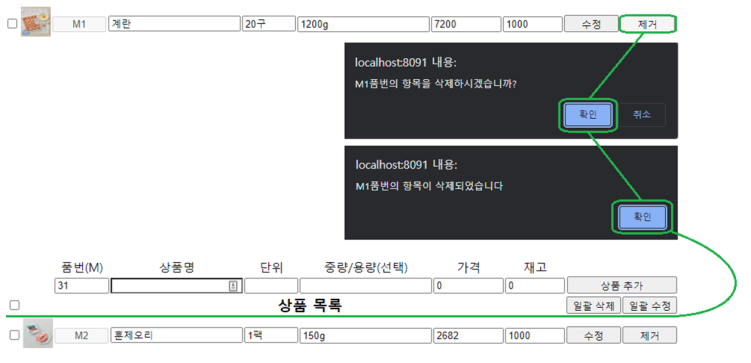 M1 계란 20구 1200g 7200 1000 수정 제거
localhost:8091 내용:
M1품번의 항목을 삭제하시겠습니까?
확인 취소
localhost:8091 내용:
M1품번의 항목이 삭제되었습니다
확인
품번(M) 상품명 단위 중량/용량(선택) 가격 재고
31 0 0 상품 추가
상품 목록 일괄 삭제 일괄 수정
M2 훈제오리 1팩 150g 2682 1000 수정 제거